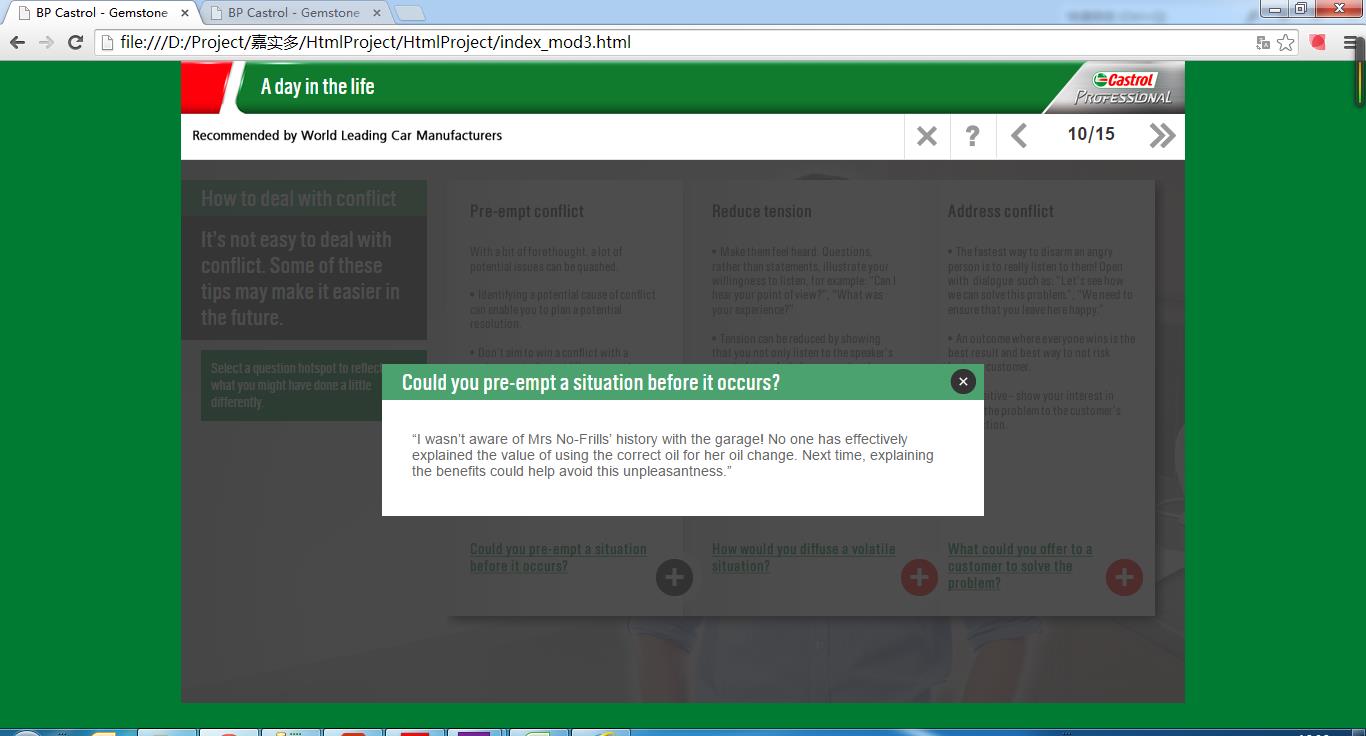 BP Castrol - Gemstone
BP Castrol - Gemstone
file:///D:/Project/嘉实多/HtmlProject/HtmlProject/index_mod3.html
A day in the life
Castrol
PROFESSIONAL
Recommended by World Leading Car Manufacturers
?
10/15
How to deal with conflict
It's not easy to deal with
conflict. Some of these
tips may make it easier in
the future.
Select a question hotspot to reflect
what you might have done a little
differently.
Pre-empt conflict
With a bit of forethought, a lot of
potential issues can be quashed.
• Identifying a potential cause of conflict
can enable you to plan a potential
resolution.
• Don't aim to win a conflict with a
Reduce tension
• Make them feel heard. Questions,
rather than statements, illustrate your
willingness to listen, for example: "Can I
hear your point of view?", "What was
your experience?"
• Tension can be reduced by showing
that you not only listen to the speaker's
Address conflict
• The fastest way to disarm an angry
person is to really listen to them! Open
with dialogue such as: "Let's see how
we can solve this problem.", "We need to
ensure that you leave here happy."
• An outcome where everyone wins is the
best result and best way to not risk
customer.
- show your interest in
the problem to the customer's
Could you pre-empt a situation before it occurs?
“I wasn’t aware of Mrs No-Frills’ history with the garage! No one has effectively
explained the value of using the correct oil for her oil change. Next time, explaining
the benefits could help avoid this unpleasantness.”
Could you pre-empt a situation
before it occurs?
How would you diffuse a volatile
situation?
What could you offer to a
customer to solve the
problem?